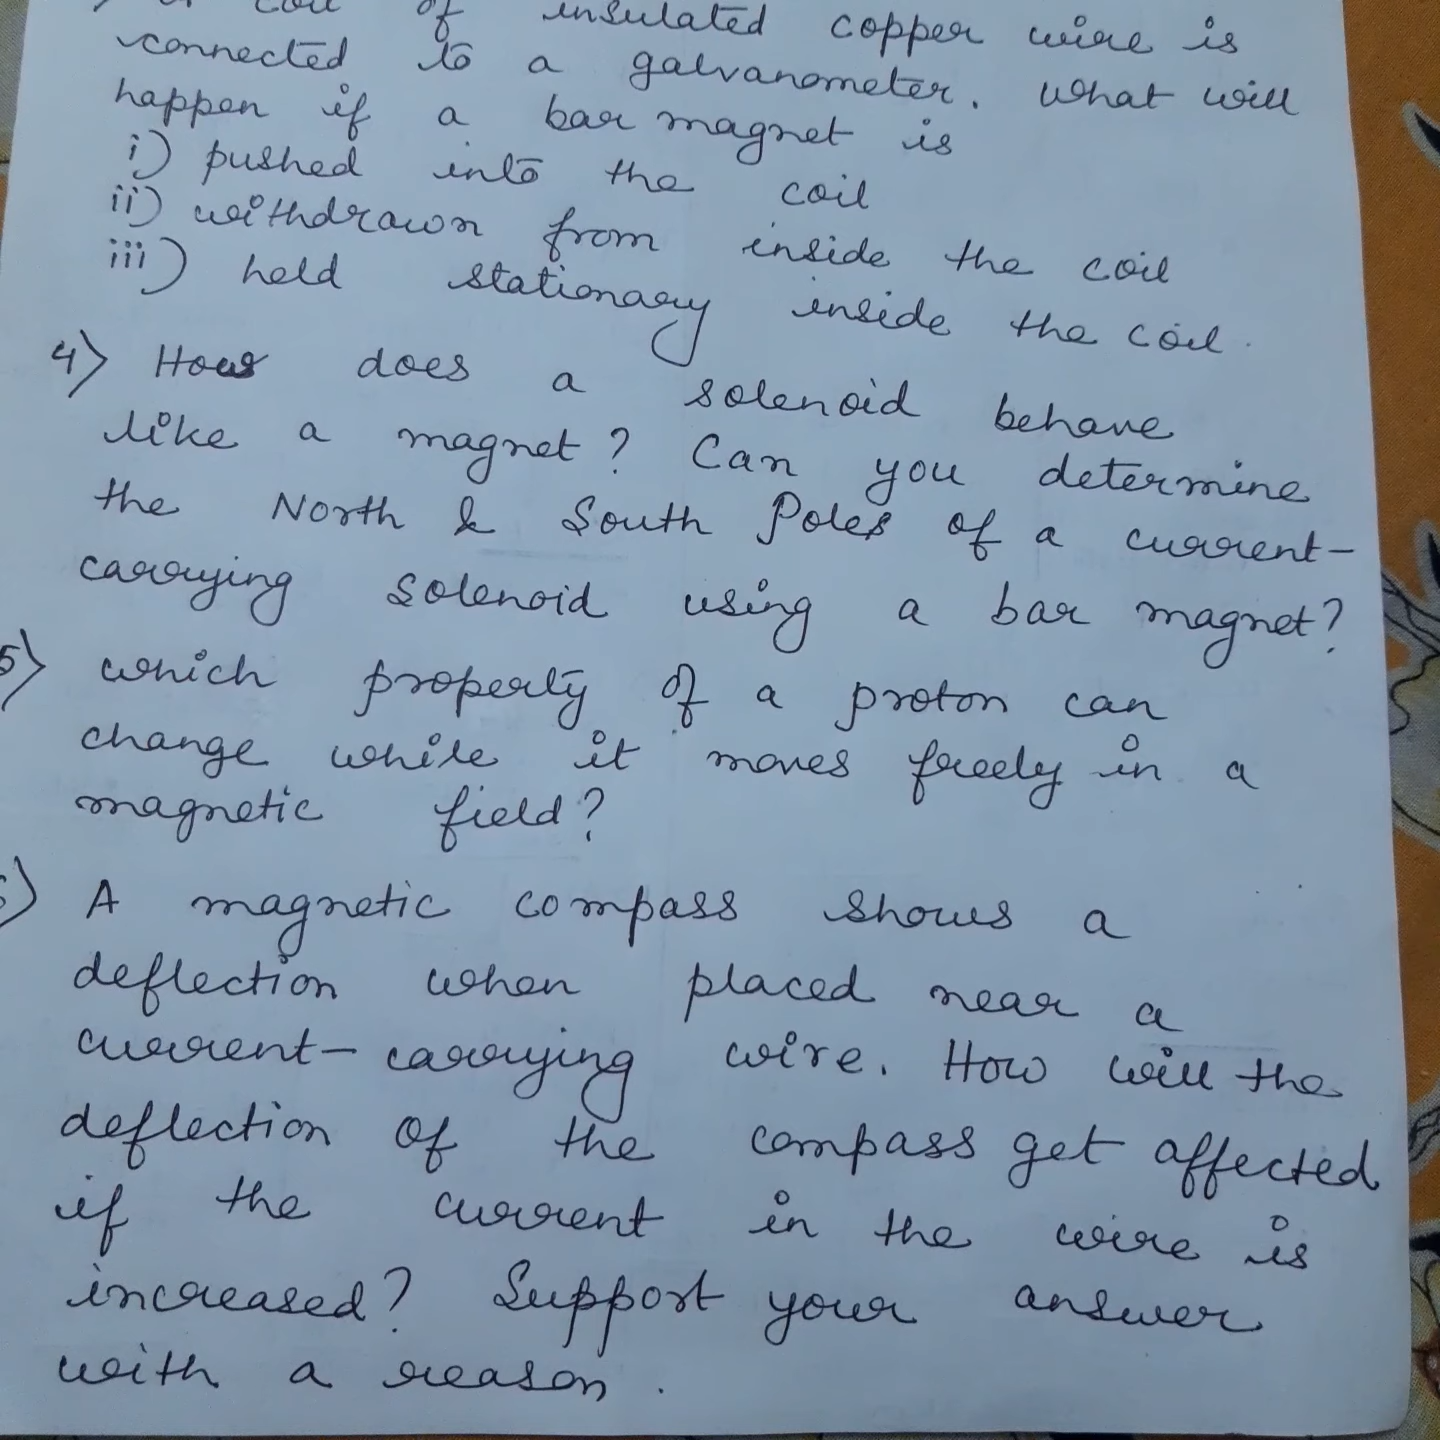 coil of insulated copper wire is
connected to a galvanometer. What will
happen if a bar magnet is
i) pushed into the coil
ii) withdrawn from inside the coil
iii) held stationary inside the coil.
4) How does a solenoid behave
like a magnet? Can you determine
the North & South Poles of a current-
carrying solenoid using a bar magnet?
5) which property of a proton can
change while it moves freely in a
magnetic field?
) A magnetic compass shows a
deflection when placed near a
current-carrying wire. How will the
deflection of the compass get affected
if the current in the wire is
increased? Support your answer
with a reason.